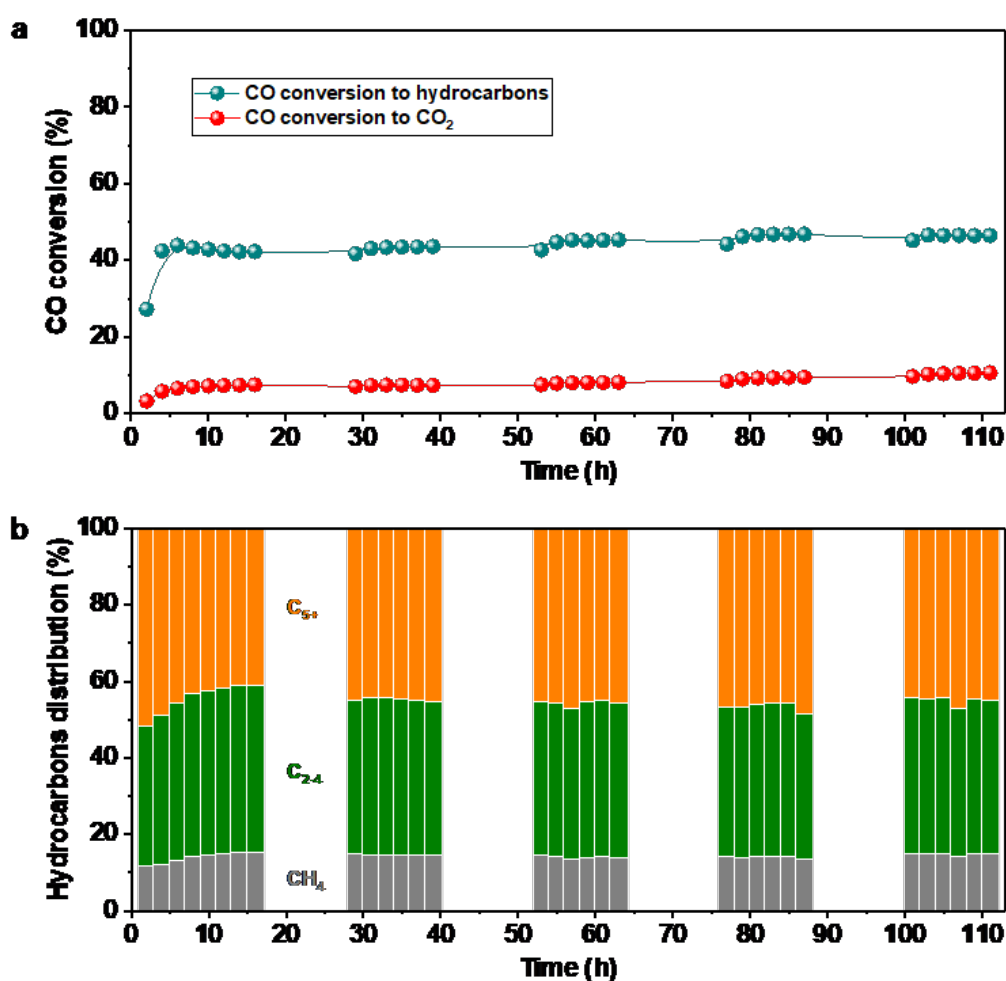 a
CO conversion (%)
100
80
60
40
20
0
CO conversion to hydrocarbons
CO conversion to CO₂
0 10 20 30 40 50 60 70 80 90 100 110
Time (h)
b
Hydrocarbons distribution (%)
100
80
60
40
20
0
C₅₊
C₂₋₄
CH₄
0 10 20 30 40 50 60 70 80 90 100 110
Time (h)